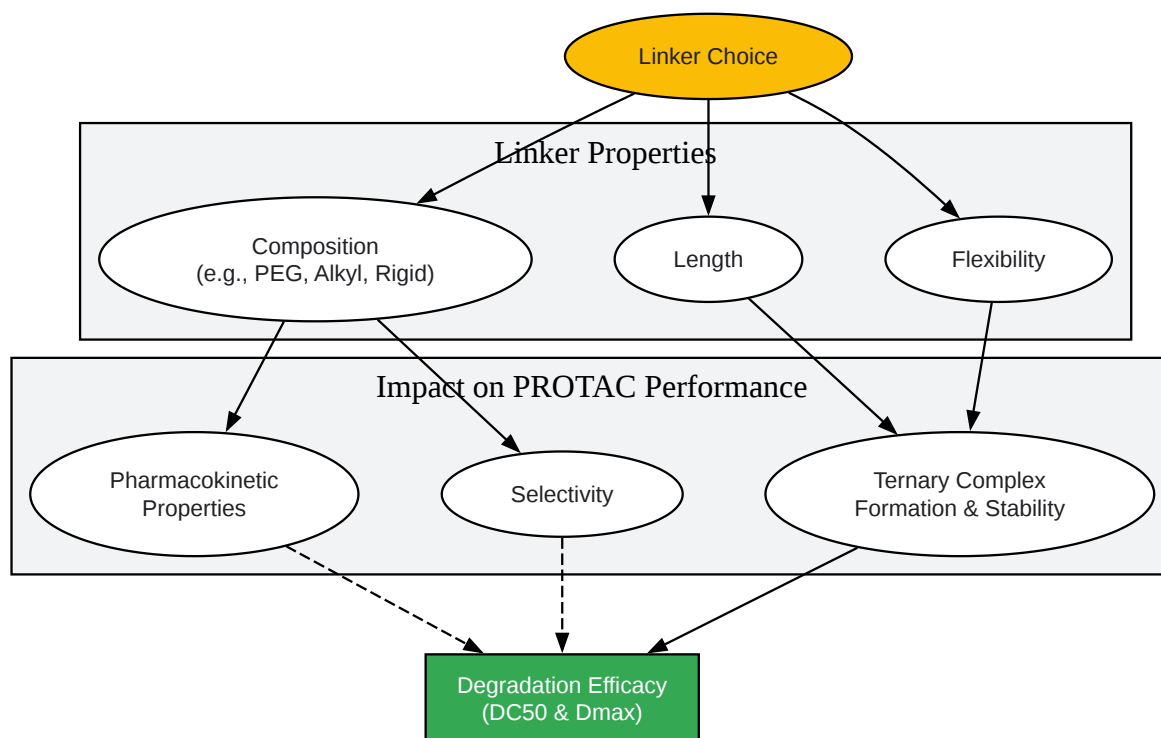 Linker Choice
Linker Properties
Composition
(e.g., PEG, Alkyl, Rigid)
Length
Flexibility
Impact on PROTAC Performance
Pharmacokinetic
Properties
Selectivity
Ternary Complex
Formation & Stability
Degradation Efficacy
(DC50 & Dmax)